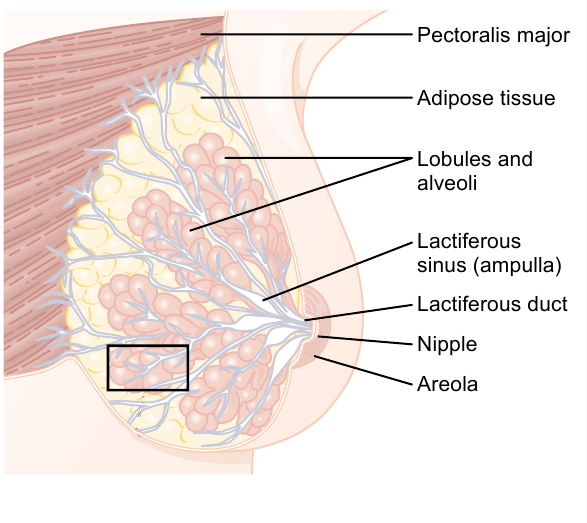 Pectoralis major
Adipose tissue
Lobules and
alveoli
Lactiferous
sinus (ampulla)
Lactiferous duct
Nipple
Areola